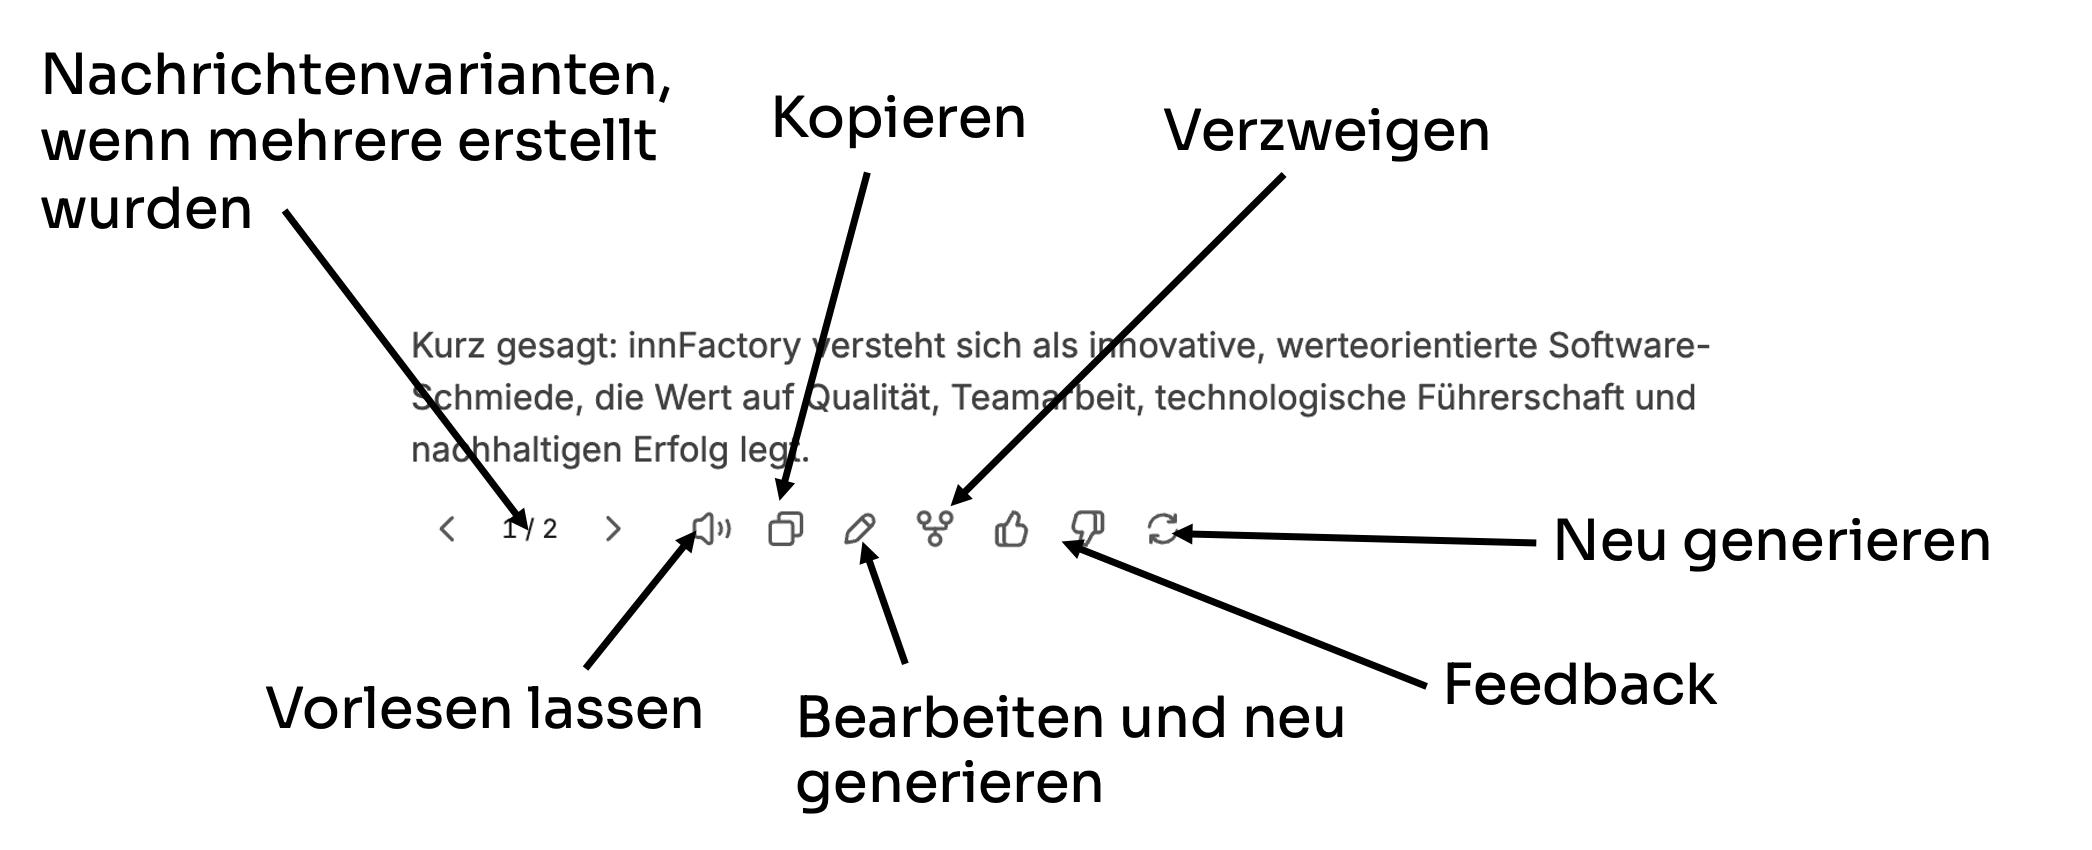 Nachrichtenvarianten,
wenn mehrere erstellt
wurden
Kopieren
Verzweigen
Kurz gesagt: innFactory versteht sich als innovative, werteorientierte Software-
Schmiede, die Wert auf Qualität, Teamarbeit, technologische Führerschaft und
nachhaltigen Erfolg legt.
1 / 2
Neu generieren
Feedback
Vorlesen lassen
Bearbeiten und neu
generieren